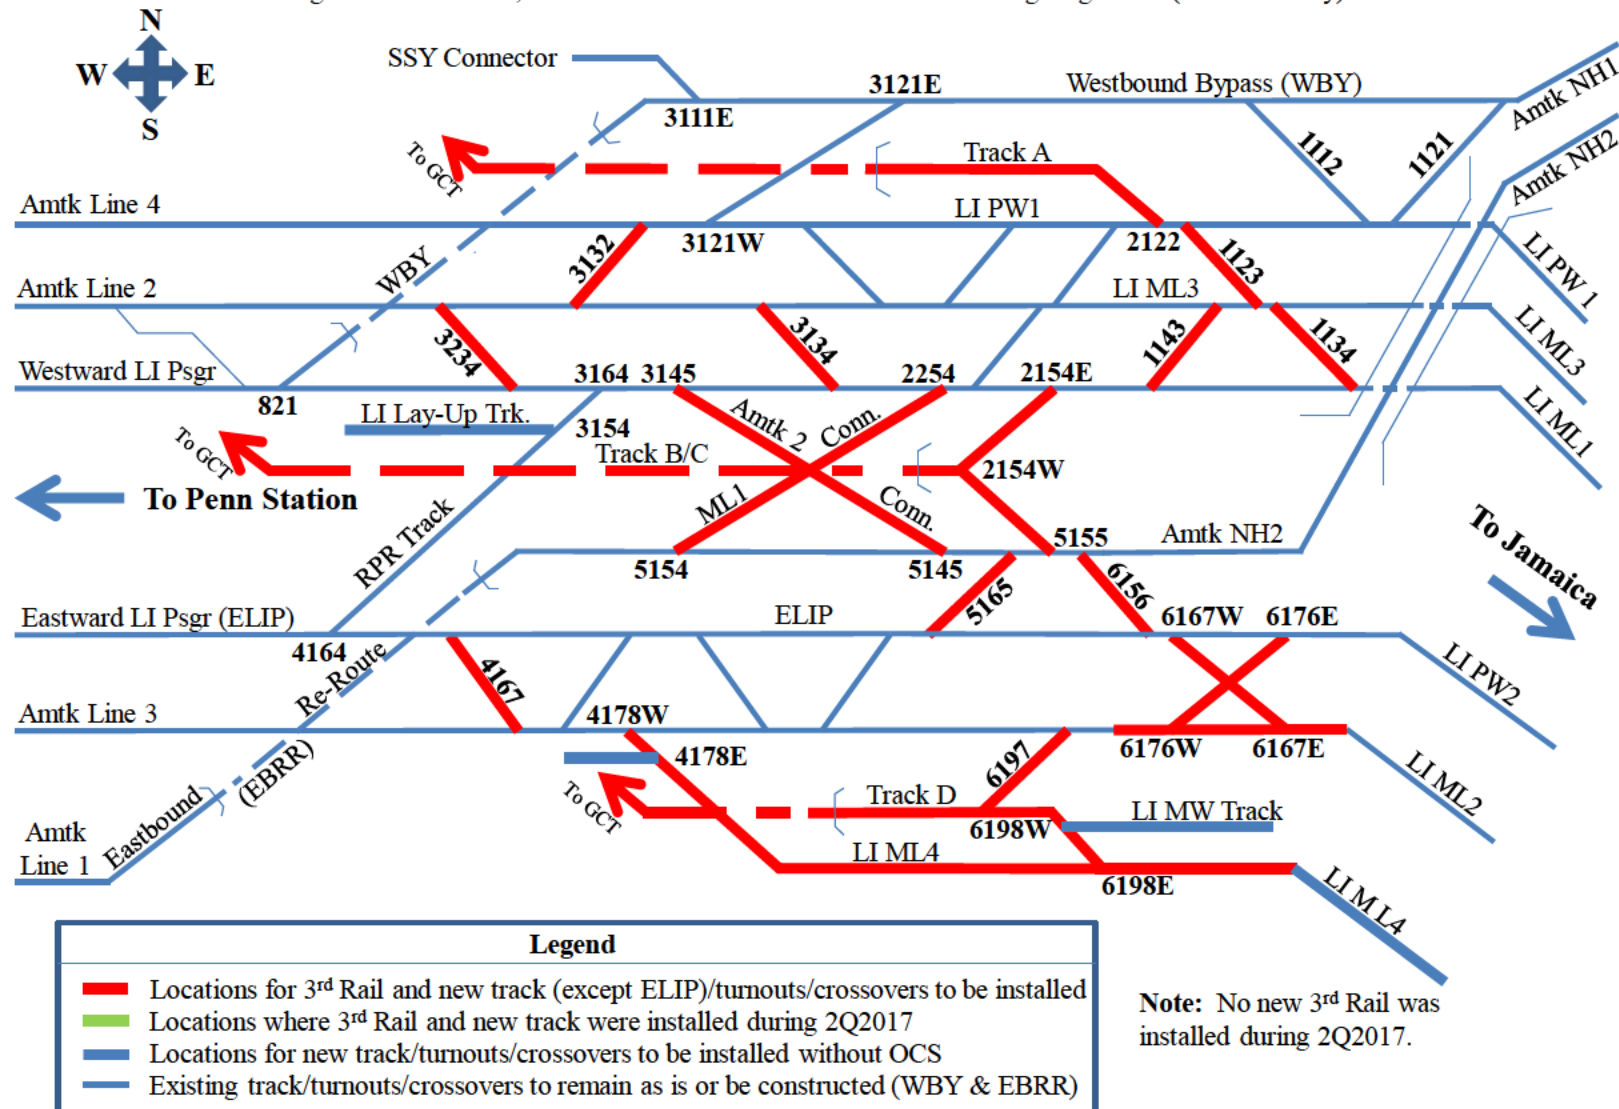 N
W E
S
SSY Connector
3121E
Westbound Bypass (WBY)
Amtk NH1
3111E
Amtk NH2
To GCT
Track A
1112
1121
Amtk Line 4
LI PW1
3121W
2122
3132
1123
LI PW 1
WBY
Amtk Line 2
LI ML3
3234
3134
1143
1134
LI ML3
Westward LI Psgr
3164 3145
2254
2154E
821
LI Lay-Up Trk.
3154
Amtk 2
Conn.
LI ML1
To GCT
Track B/C
2154W
To Penn Station
ML1
Conn.
RPR Track
5154
5145
5155
Amtk NH2
To Jamaica
Eastward LI Psgr (ELIP)
ELIP
5165
6156
6167W 6176E
4164
Re-Route
4167
LI PW2
Amtk Line 3
4178W
6176W
6167E
4178E
6197
(EBRR)
Eastbound
To GCT
Track D
LI ML2
Amtk
Line 1
6198W
LI MW Track
LI ML4
6198E
LI ML4
Legend
Locations for 3rd Rail and new track (except ELIP)/turnouts/crossovers to be installed
Locations where 3rd Rail and new track were installed during 2Q2017
Locations for new track/turnouts/crossovers to be installed without OCS
Existing track/turnouts/crossovers to remain as is or be constructed (WBY & EBRR)
Note: No new 3rd Rail was
installed during 2Q2017.